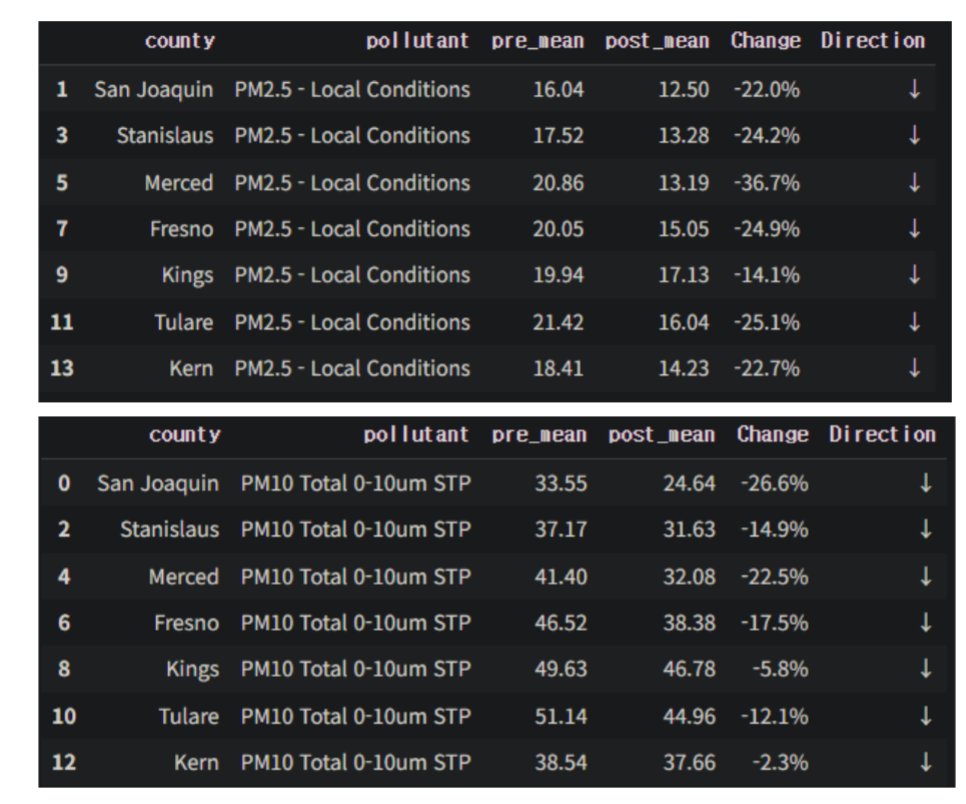 county pollutant pre_mean post_mean Change Direction
1 San Joaquin PM2.5 - Local Conditions 16.04 12.50 -22.0% ↓
3 Stanislaus PM2.5 - Local Conditions 17.52 13.28 -24.2% ↓
5 Merced PM2.5 - Local Conditions 20.86 13.19 -36.7% ↓
7 Fresno PM2.5 - Local Conditions 20.05 15.05 -24.9% ↓
9 Kings PM2.5 - Local Conditions 19.94 17.13 -14.1% ↓
11 Tulare PM2.5 - Local Conditions 21.42 16.04 -25.1% ↓
13 Kern PM2.5 - Local Conditions 18.41 14.23 -22.7% ↓
county pollutant pre_mean post_mean Change Direction
0 San Joaquin PM10 Total 0-10um STP 33.55 24.64 -26.6% ↓
2 Stanislaus PM10 Total 0-10um STP 37.17 31.63 -14.9% ↓
4 Merced PM10 Total 0-10um STP 41.40 32.08 -22.5% ↓
6 Fresno PM10 Total 0-10um STP 46.52 38.38 -17.5% ↓
8 Kings PM10 Total 0-10um STP 49.63 46.78 -5.8% ↓
10 Tulare PM10 Total 0-10um STP 51.14 44.96 -12.1% ↓
12 Kern PM10 Total 0-10um STP 38.54 37.66 -2.3% ↓